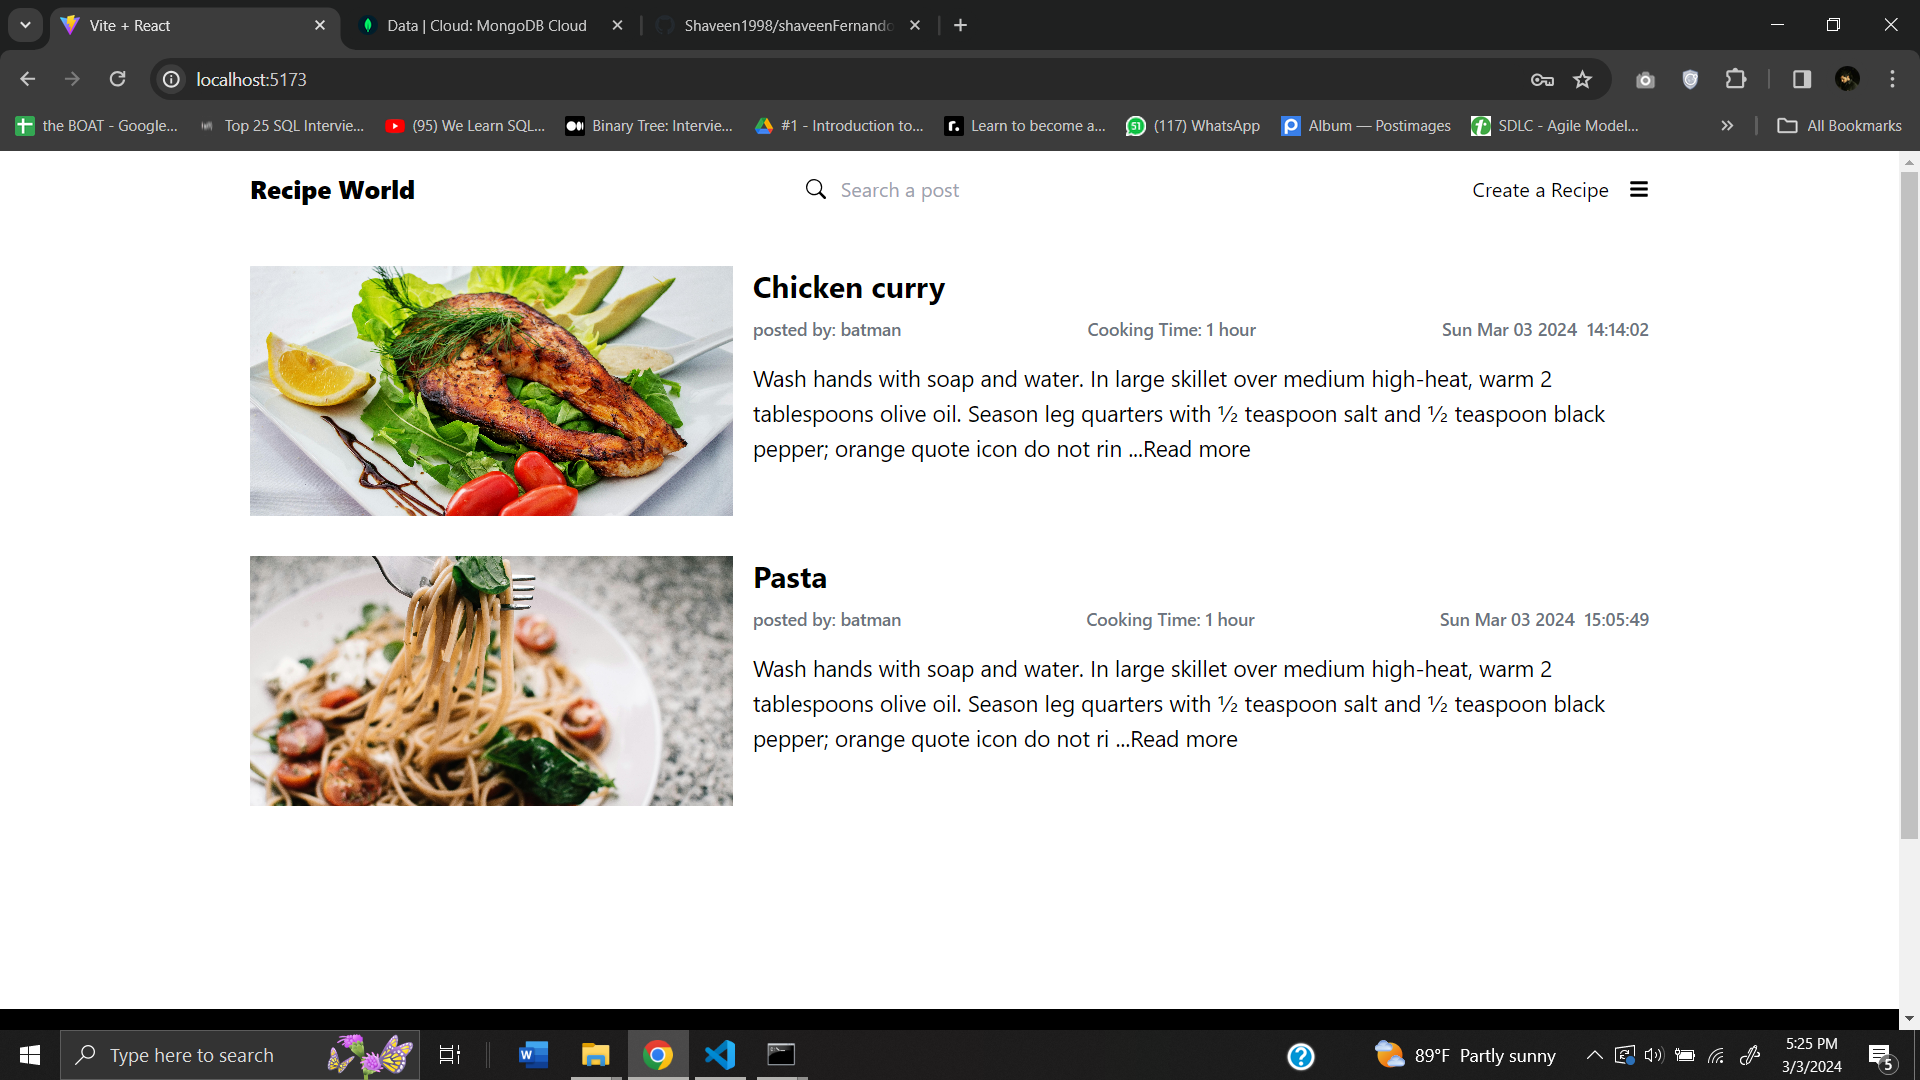 Vite + React
Data | Cloud: MongoDB Cloud
Shaveen1998/shaveenFernando
localhost:5173
the BOAT - Google...
Top 25 SQL Intervie...
(95) We Learn SQL...
Binary Tree: Intervie...
#1 - Introduction to...
Learn to become a...
(117) WhatsApp
Album — Postimages
SDLC - Agile Model...
All Bookmarks
Recipe World
Search a post
Create a Recipe
Chicken curry
posted by: batman
Cooking Time: 1 hour
Sun Mar 03 2024 14:14:02
Wash hands with soap and water. In large skillet over medium high-heat, warm 2
tablespoons olive oil. Season leg quarters with ½ teaspoon salt and ½ teaspoon black
pepper; orange quote icon do not rin ...Read more
Pasta
posted by: batman
Cooking Time: 1 hour
Sun Mar 03 2024 15:05:49
Wash hands with soap and water. In large skillet over medium high-heat, warm 2
tablespoons olive oil. Season leg quarters with ½ teaspoon salt and ½ teaspoon black
pepper; orange quote icon do not ri ...Read more
Type here to search
89°F Partly sunny
5:25 PM
3/3/2024
5